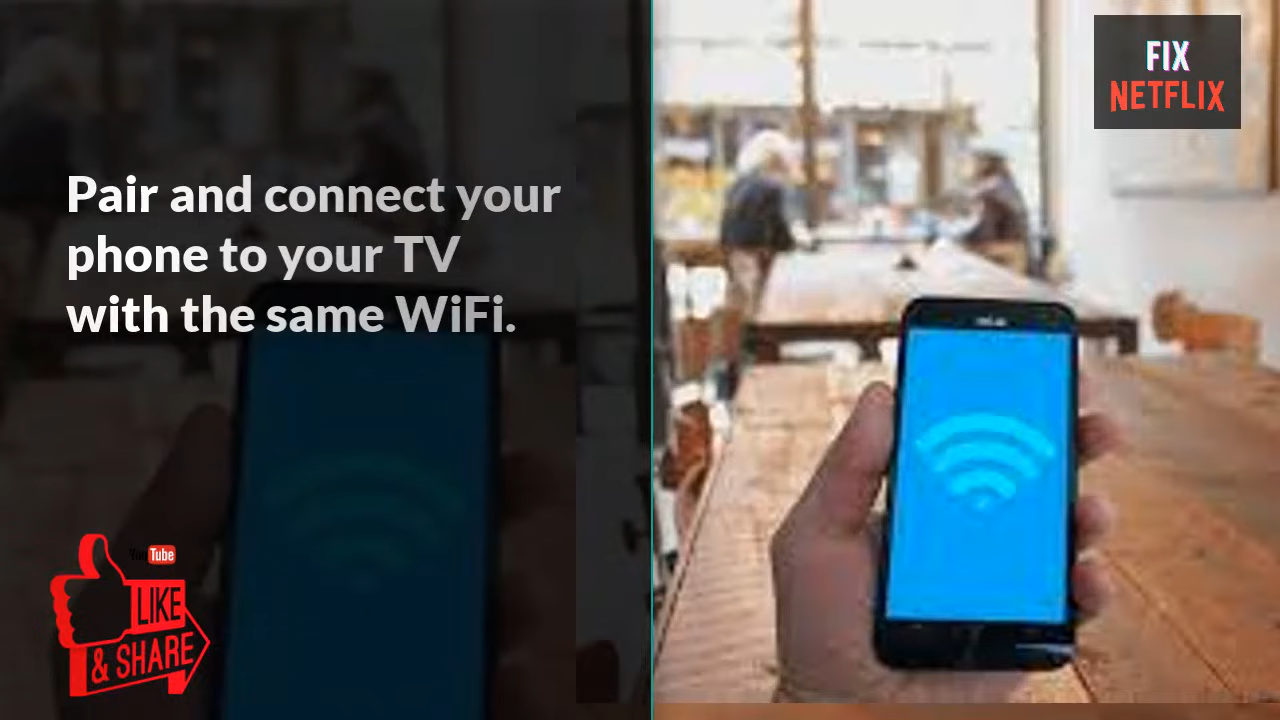 FIX
NETFLIX
Pair and connect your
phone to your TV
with the same WiFi.
YouTube
LIKE
& SHARE